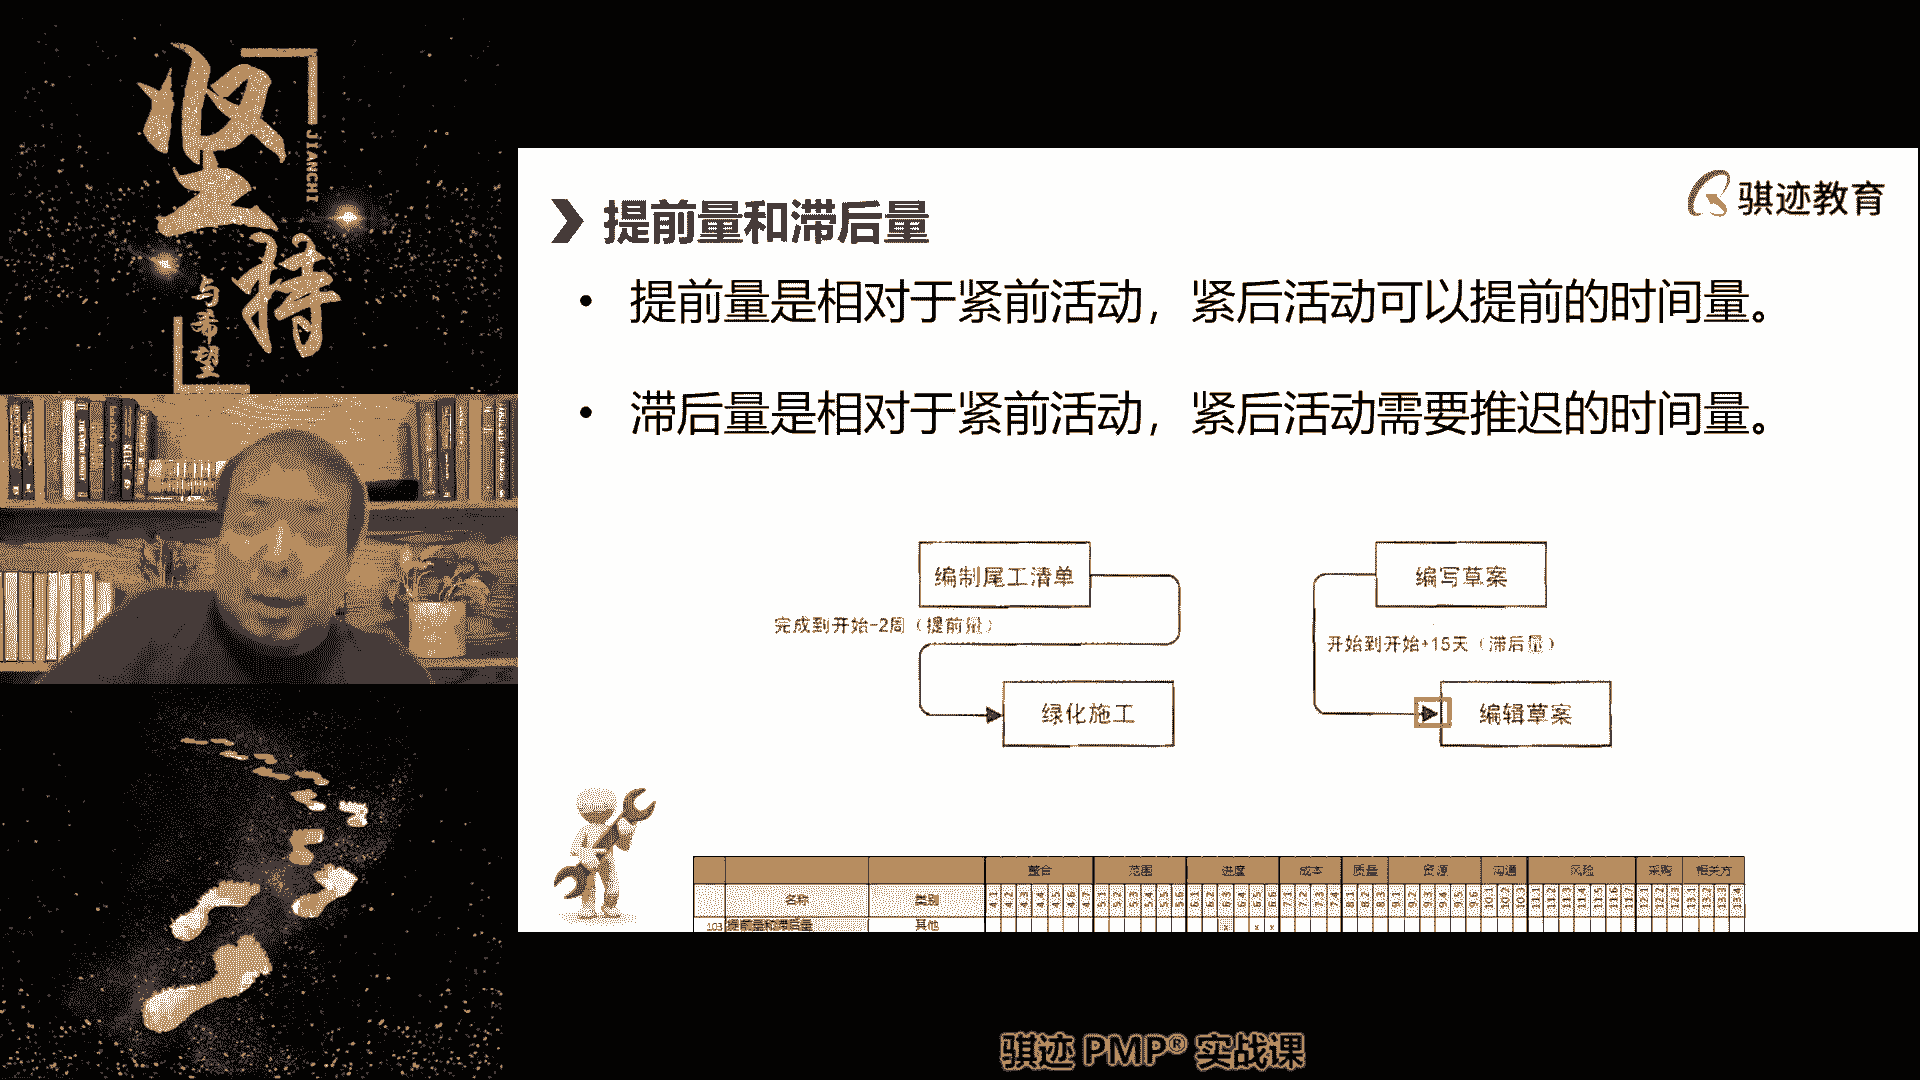 坚
持
JIANCHI
与希望
骐迹教育
提前量和滞后量
• 提前量是相对于紧前活动，紧后活动可以提前的时间量。
• 滞后量是相对于紧前活动，紧后活动需要推迟的时间量。
编制尾工清单
完成到开始-2周（提前量）
绿化施工
编写草案
开始到开始+15天（滞后量）
编辑草案
整合 范围 进度 成本 质量 资源 沟通 风险 采购 相关方
名称 类别
103 提前量和滞后量 其他 x x x
骐迹 PMP® 实战课